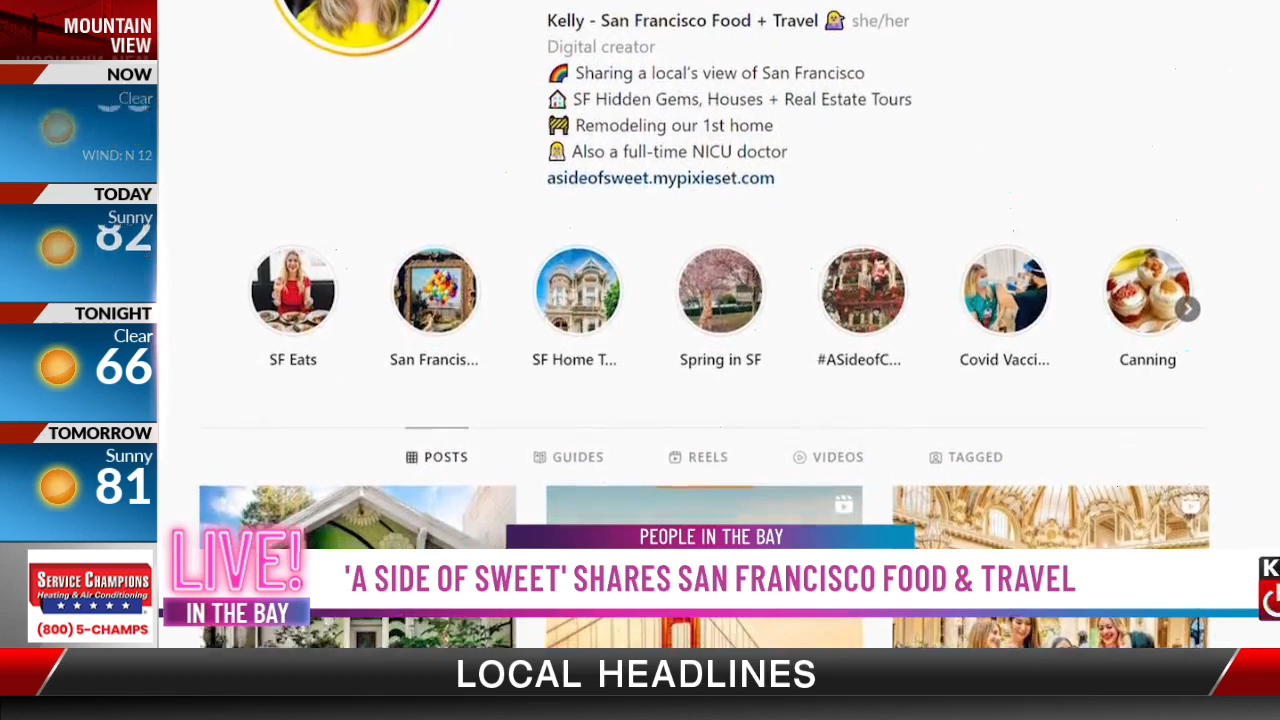 MOUNTAIN
VIEW
NOW
Clear
WIND: N 12
TODAY
Sunny
82
TONIGHT
Clear
66
TOMORROW
Sunny
81
SERVICE CHAMPIONS
Heating & Air Conditioning
(800) 5-CHAMPS
Kelly - San Francisco Food + Travel 🤷‍♀️ she/her
Digital creator
🌈 Sharing a local's view of San Francisco
🏠 SF Hidden Gems, Houses + Real Estate Tours
🚧 Remodeling our 1st home
Also a full-time NICU doctor
asideofsweet.mypixieset.com
SF Eats
San Francis...
SF Home T...
Spring in SF
#ASideofC...
Covid Vacci...
Canning
POSTS
GUIDES
REELS
VIDEOS
TAGGED
PEOPLE IN THE BAY
LIVE!
IN THE BAY
'A SIDE OF SWEET' SHARES SAN FRANCISCO FOOD & TRAVEL
K
LOCAL HEADLINES